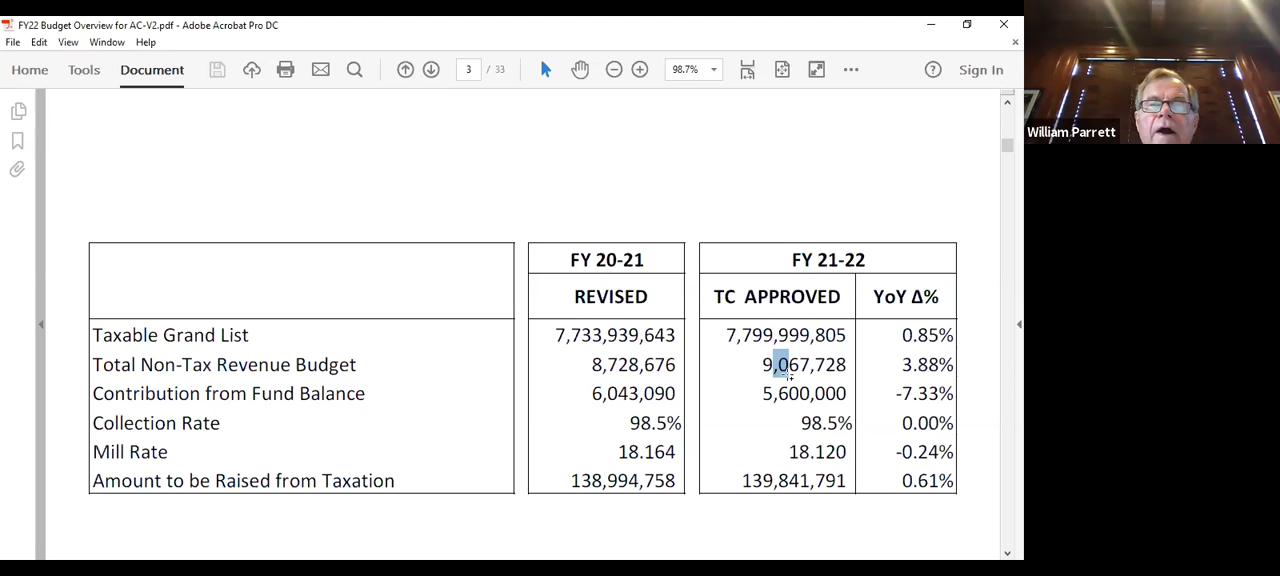 FY22 Budget Overview for AC-V2.pdf - Adobe Acrobat Pro DC
File Edit View Window Help
Home Tools Document 3 / 33 98.7% Sign In
William Parrett
FY 20-21 FY 21-22
REVISED TC APPROVED YoY Δ%
Taxable Grand List 7,733,939,643 7,799,999,805 0.85%
Total Non-Tax Revenue Budget 8,728,676 9,067,728 3.88%
Contribution from Fund Balance 6,043,090 5,600,000 -7.33%
Collection Rate 98.5% 98.5% 0.00%
Mill Rate 18.164 18.120 -0.24%
Amount to be Raised from Taxation 138,994,758 139,841,791 0.61%